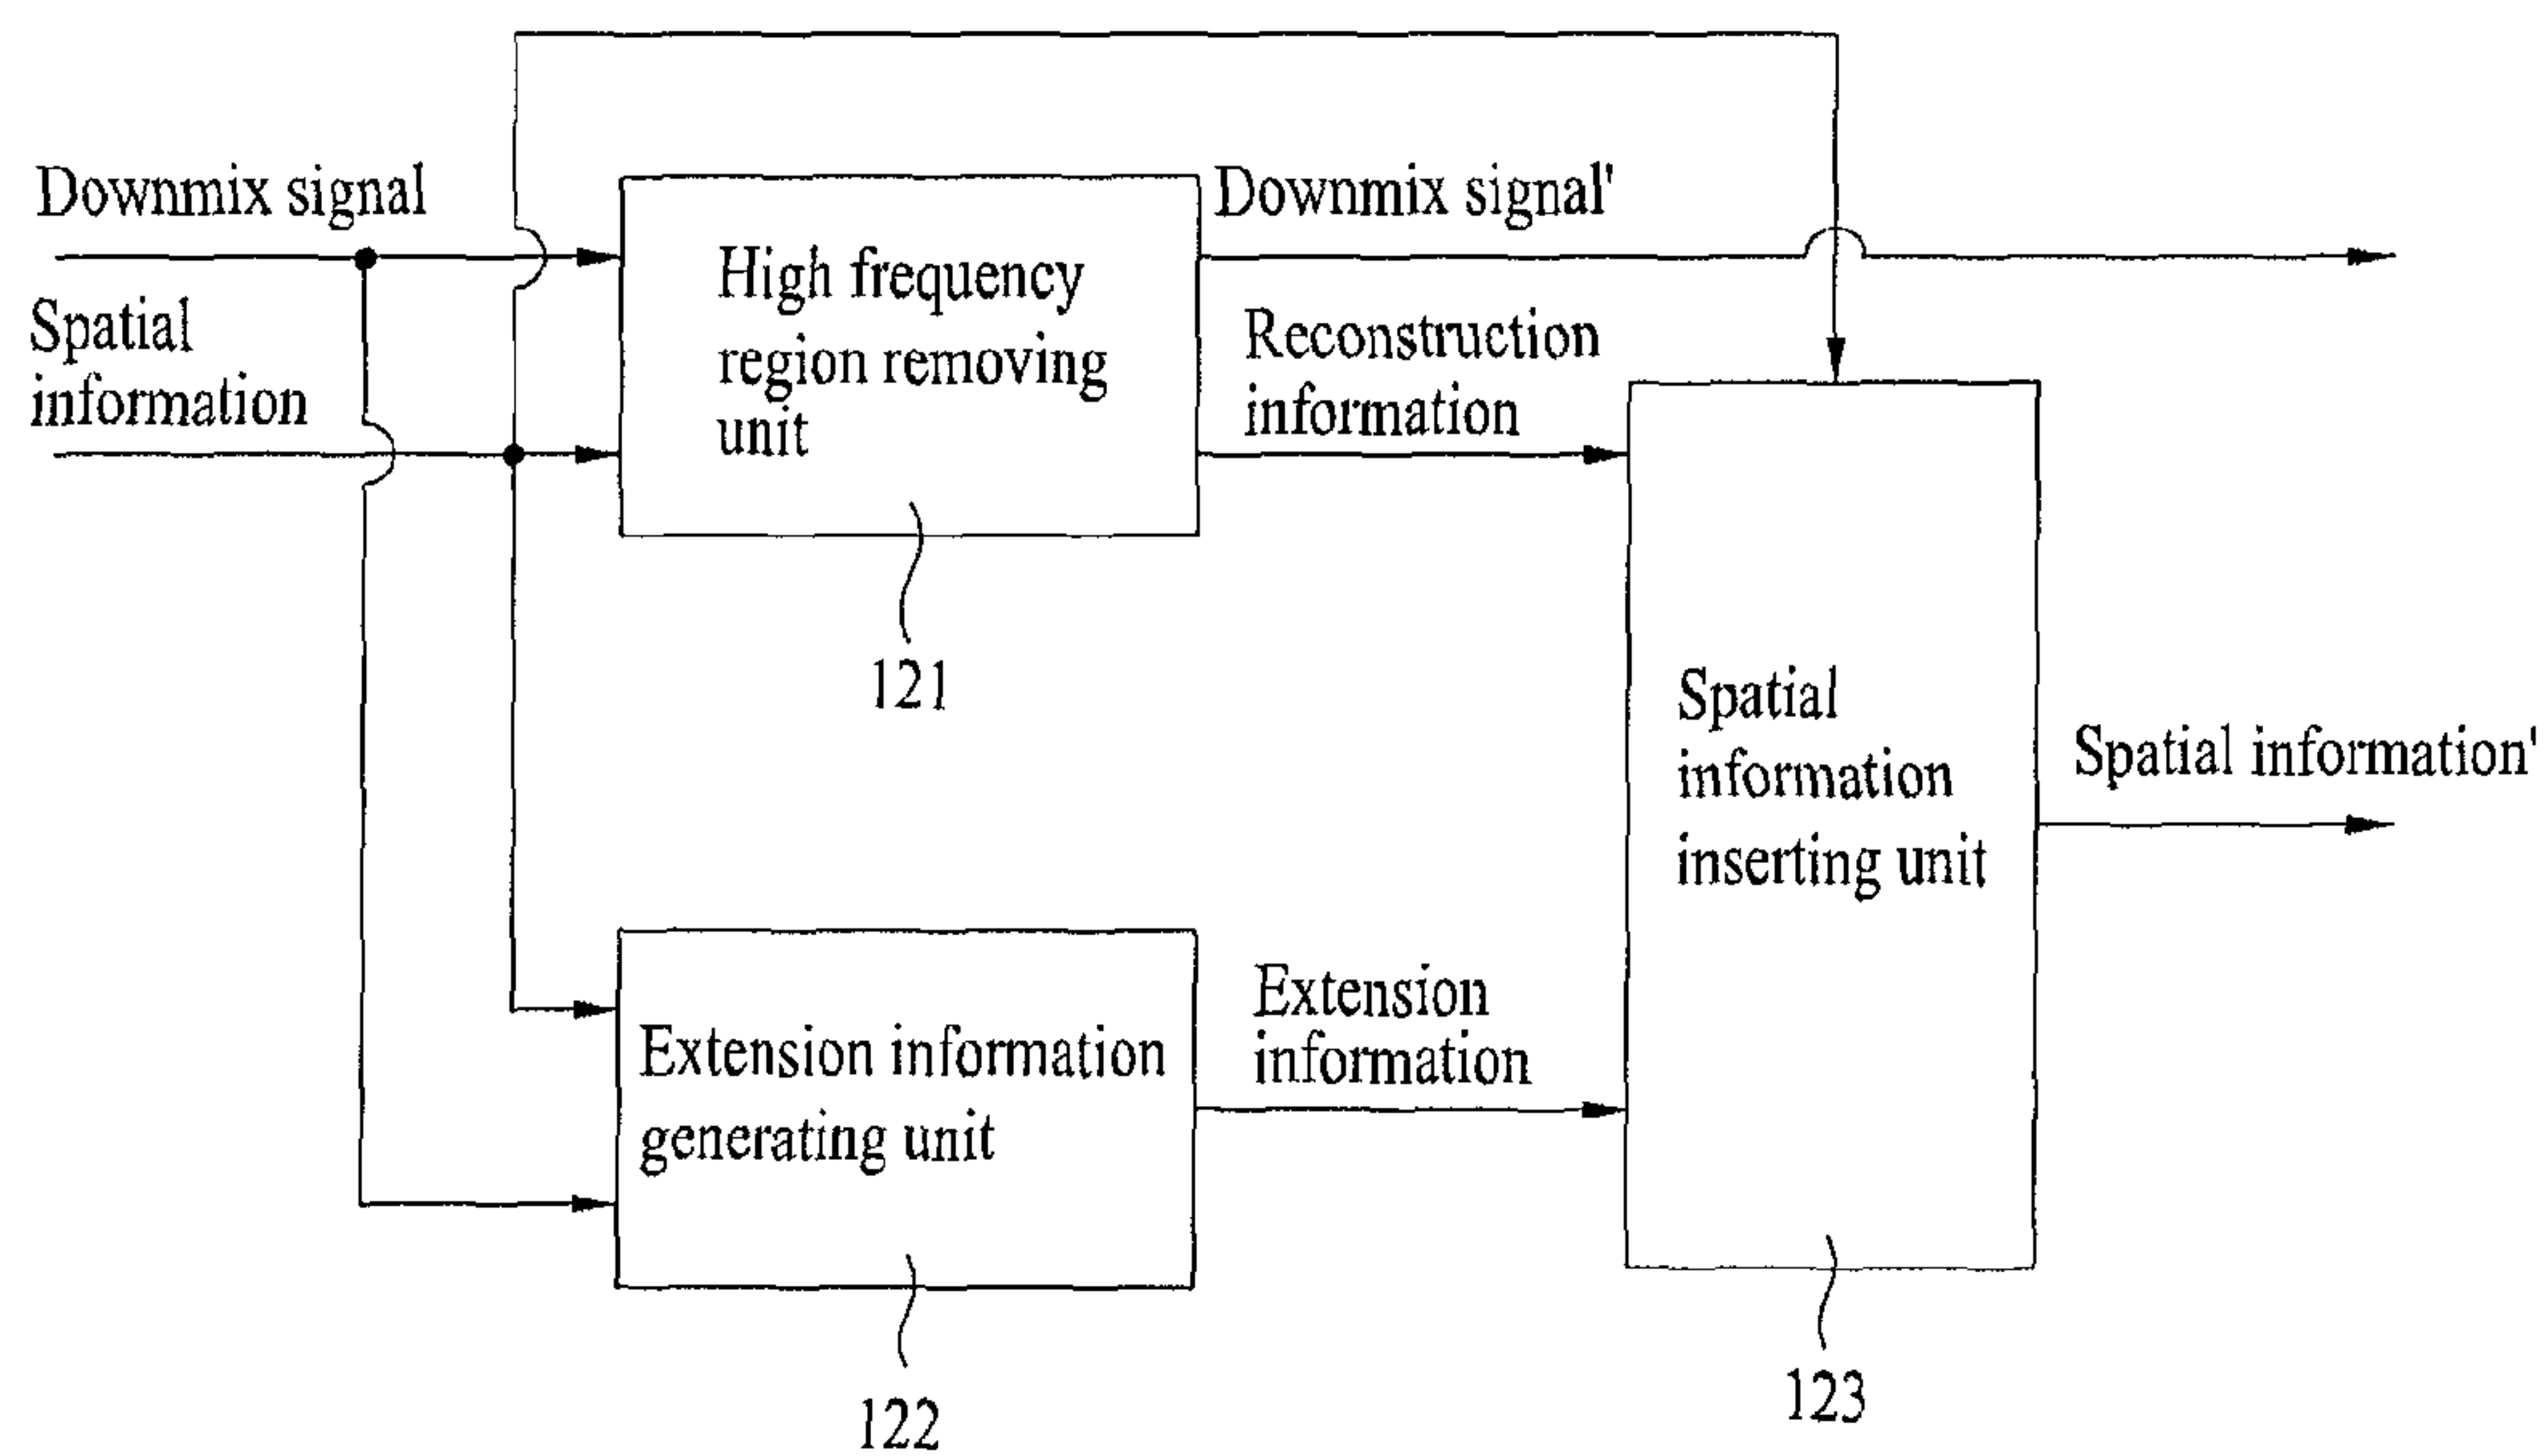 Downmix signal
Spatial
information
High frequency
region removing
unit
121
Downmix signal'
Reconstruction
information
Extension information
generating unit
122
Extension
information
Spatial
information
inserting unit
123
Spatial information'